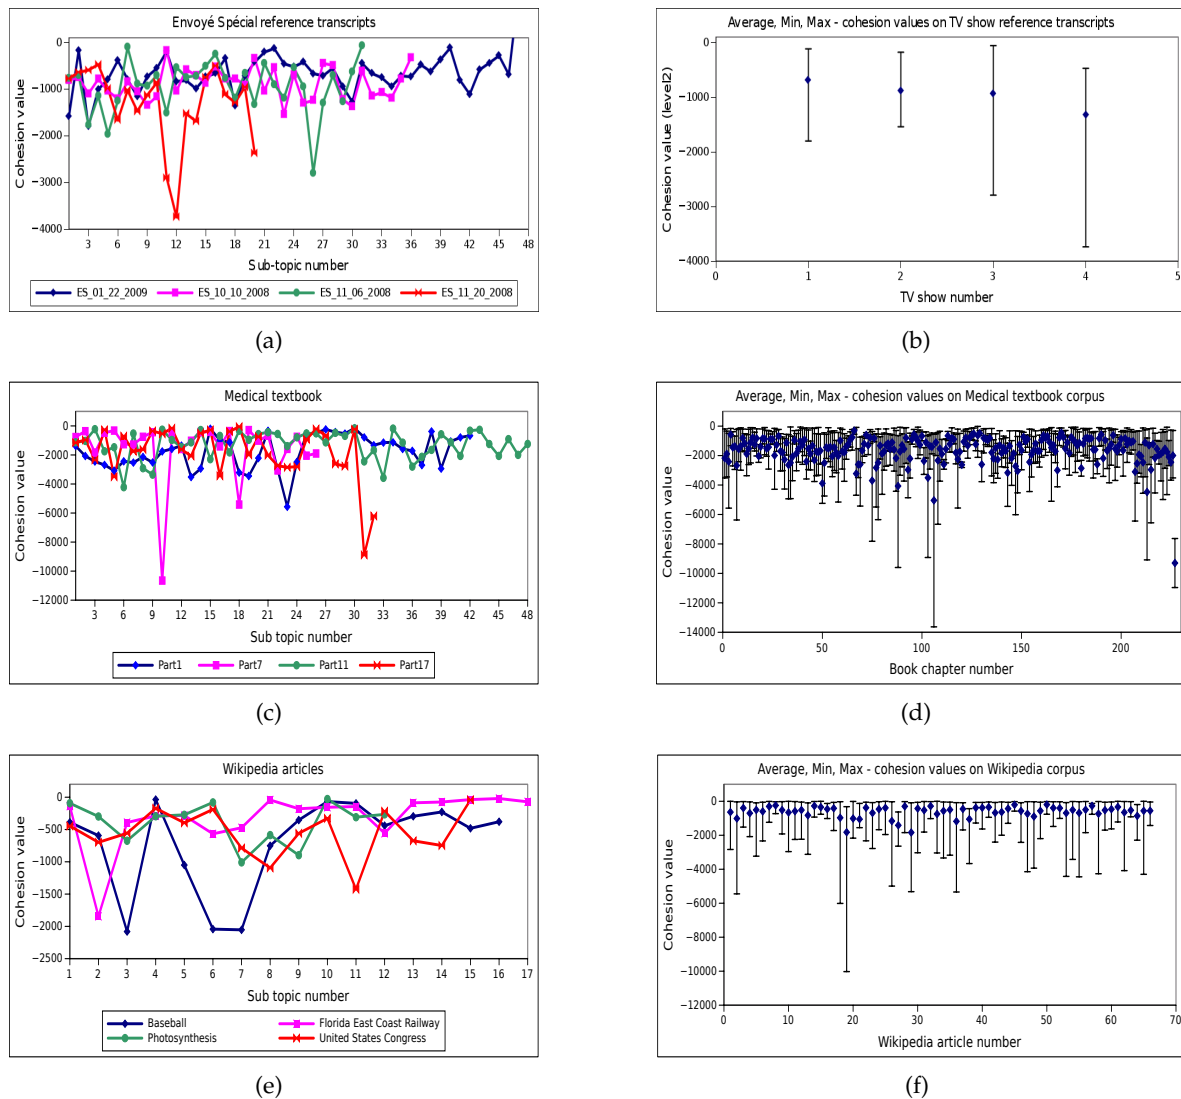 Envoyé Spécial reference transcripts
Cohesion value
0
−1000
−2000
−3000
−4000
3 6 9 12 15 18 21 24 27 30 33 36 39 42 45 48
Sub-topic number
ES_01_22_2009 ES_10_10_2008 ES_11_06_2008 ES_11_20_2008
(a)
Average, Min, Max - cohesion values on TV show reference transcripts
Cohesion value (level2)
0
−1000
−2000
−3000
−4000
0 1 2 3 4 5
TV show number
(b)
Medical textbook
Cohesion value
0
−2000
−4000
−6000
−8000
−10000
−12000
3 6 9 12 15 18 21 24 27 30 33 36 39 42 45 48
Sub topic number
Part1 Part7 Part11 Part17
(c)
Average, Min, Max - cohesion values on Medical textbook corpus
Cohesion value
0
−2000
−4000
−6000
−8000
−10000
−12000
−14000
0 50 100 150 200
Book chapter number
(d)
Wikipedia articles
Cohesion value
0
−500
−1000
−1500
−2000
−2500
1 2 3 4 5 6 7 8 9 10 11 12 13 14 15 16 17
Sub topic number
Baseball Florida East Coast Railway
Photosynthesis United States Congress
(e)
Average, Min, Max - cohesion values on Wikipedia corpus
Cohesion value
0
−2000
−4000
−6000
−8000
−10000
−12000
0 10 20 30 40 50 60 70
Wikipedia article number
(f)